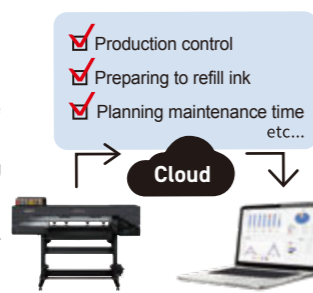 Production control
Preparing to refill ink
Planning maintenance time
etc...
Cloud